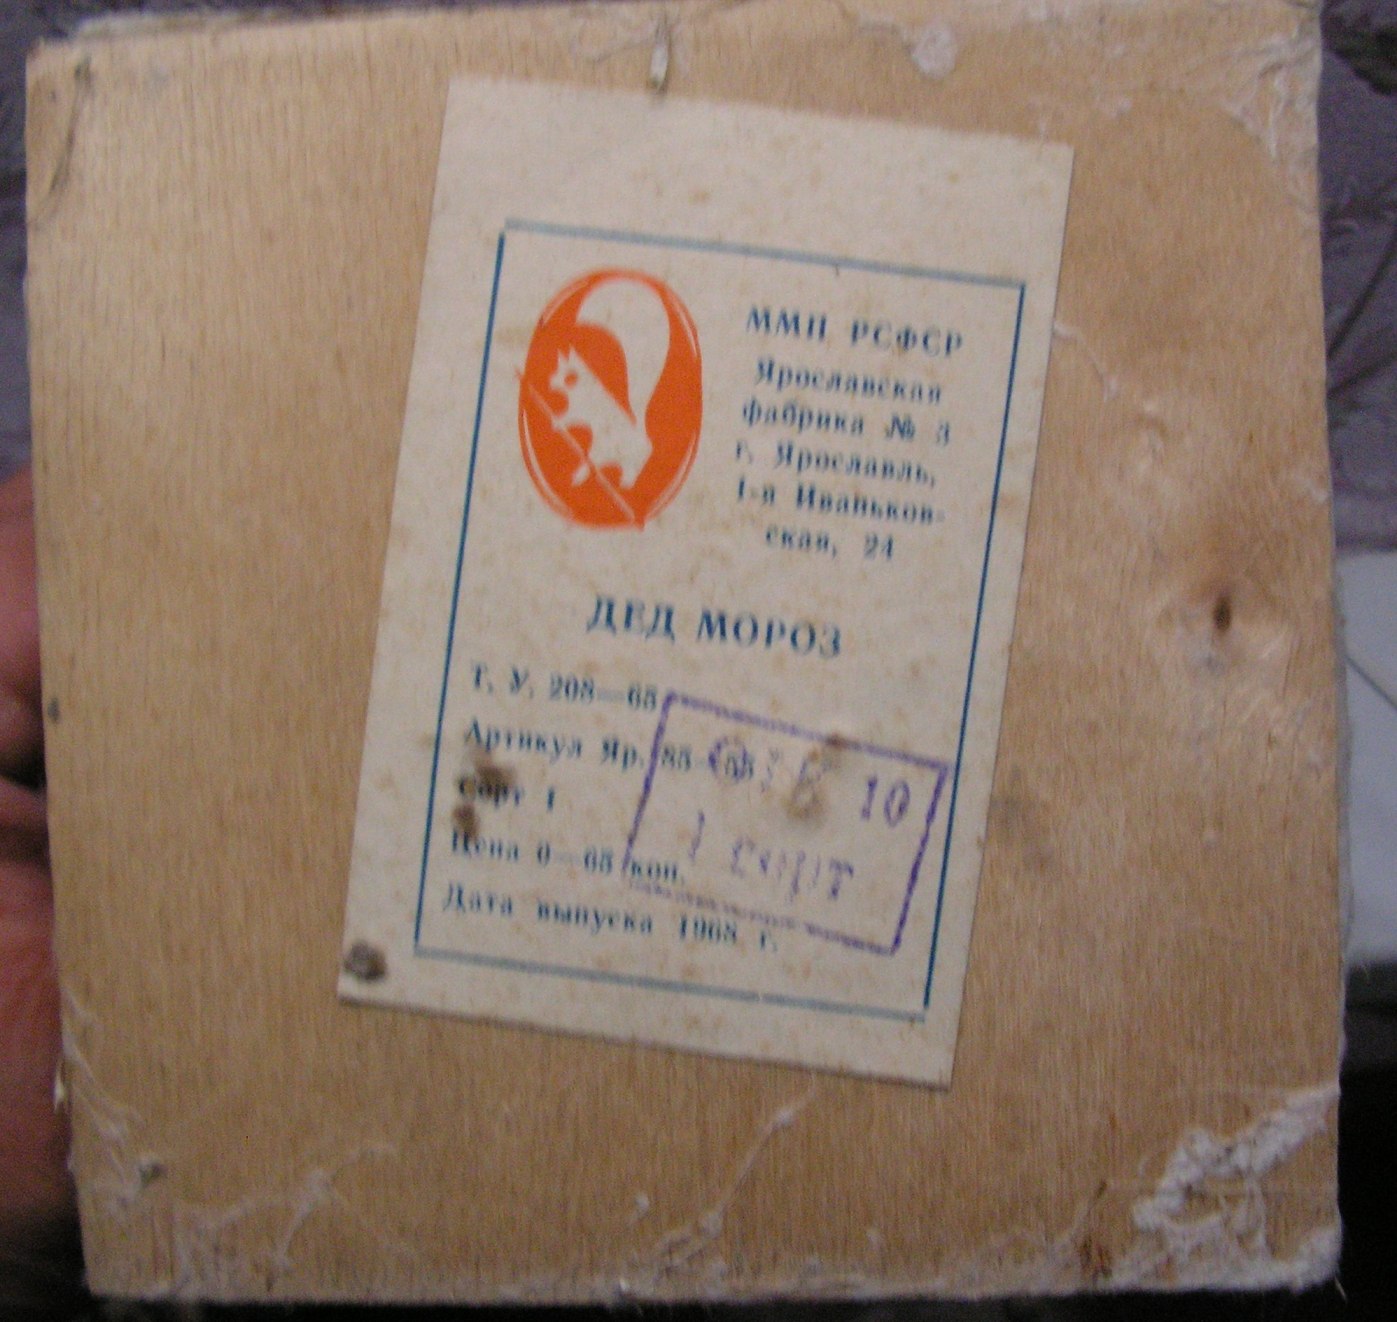 ММП РСФСР
Ярославская
фабрика № 3
г. Ярославль,
1-я Иваньков-
ская, 24
ДЕД МОРОЗ
Т. У. 208—65
Артикул Яр. 85—
Сорт 1
Цена 0—65 коп.
Дата выпуска 1968 г.
ОТК 10
1 СОРТ